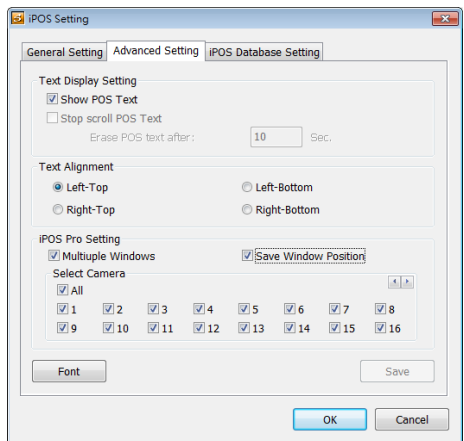 iPOS Setting
General Setting Advanced Setting iPOS Database Setting
Text Display Setting
Show POS Text
Stop scroll POS Text
Erase POS text after: 10 Sec.
Text Alignment
Left-Top Left-Bottom
Right-Top Right-Bottom
iPOS Pro Setting
Multiuple Windows Save Window Position
Select Camera
All
1 2 3 4 5 6 7 8
9 10 11 12 13 14 15 16
Font Save
OK Cancel